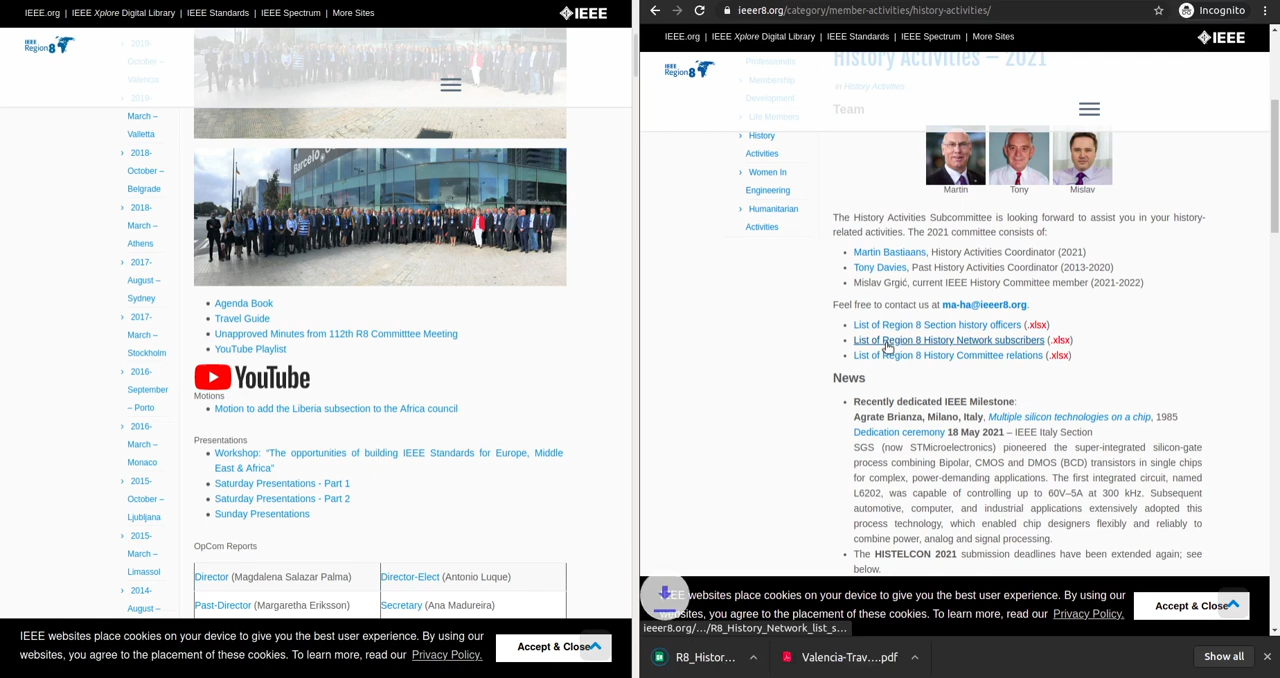 IEEE.org | IEEE Xplore Digital Library | IEEE Standards | IEEE Spectrum | More Sites
IEEE
IEEE
Region8
2019-
October –
Valencia
2019-
March –
Valletta
2018-
October –
Belgrade
2018-
March –
Athens
2017-
August –
Sydney
2017-
March –
Stockholm
2016-
September
– Porto
2016-
March –
Monaco
2015-
October –
Ljubljana
2015-
March –
Limassol
2014-
August –
Agenda Book
Travel Guide
Unapproved Minutes from 112th R8 Committtee Meeting
YouTube Playlist
YouTube
Motions
Motion to add the Liberia subsection to the Africa council
Presentations
Workshop: "The opportunities of building IEEE Standards for Europe, Middle
East & Africa"
Saturday Presentations - Part 1
Saturday Presentations - Part 2
Sunday Presentations
OpCom Reports
Director (Magdalena Salazar Palma)
Director-Elect (Antonio Luque)
Past-Director (Margaretha Eriksson)
Secretary (Ana Madureira)
IEEE websites place cookies on your device to give you the best user experience. By using our
websites, you agree to the placement of these cookies. To learn more, read our Privacy Policy.
Accept & Close
ieeer8.org/category/member-activities/history-activities/
Incognito
IEEE.org | IEEE Xplore Digital Library | IEEE Standards | IEEE Spectrum | More Sites
IEEE
IEEE
Region8
Membership
Development
Life Members
History
Activities
Women In
Engineering
Humanitarian
Activities
History Activities – 2021
in History Activities
Team
Martin
Tony
Mislav
The History Activities Subcommittee is looking forward to assist you in your history-
related activities. The 2021 committee consists of:
Martin Bastiaans, History Activities Coordinator (2021)
Tony Davies, Past History Activities Coordinator (2013-2020)
Mislav Grgić, current IEEE History Committee member (2021-2022)
Feel free to contact us at ma-ha@ieeer8.org.
List of Region 8 Section history officers (.xlsx)
List of Region 8 History Network subscribers (.xlsx)
List of Region 8 History Committee relations (.xlsx)
News
Recently dedicated IEEE Milestone:
Agrate Brianza, Milano, Italy, Multiple silicon technologies on a chip, 1985
Dedication ceremony 18 May 2021 – IEEE Italy Section
SGS (now STMicroelectronics) pioneered the super-integrated silicon-gate
process combining Bipolar, CMOS and DMOS (BCD) transistors in single chips
for complex, power-demanding applications. The first integrated circuit, named
L6202, was capable of controlling up to 60V–5A at 300 kHz. Subsequent
automotive, computer, and industrial applications extensively adopted this
process technology, which enabled chip designers flexibly and reliably to
combine power, analog and signal processing.
The HISTELCON 2021 submission deadlines have been extended again; see
below.
websites place cookies on your device to give you the best user experience. By using our
websites, you agree to the placement of these cookies. To learn more, read our Privacy Policy.
Accept & Close
ieeer8.org/…/R8_History_Network_list_s…
R8_Histor…
Valencia-Trav….pdf
Show all